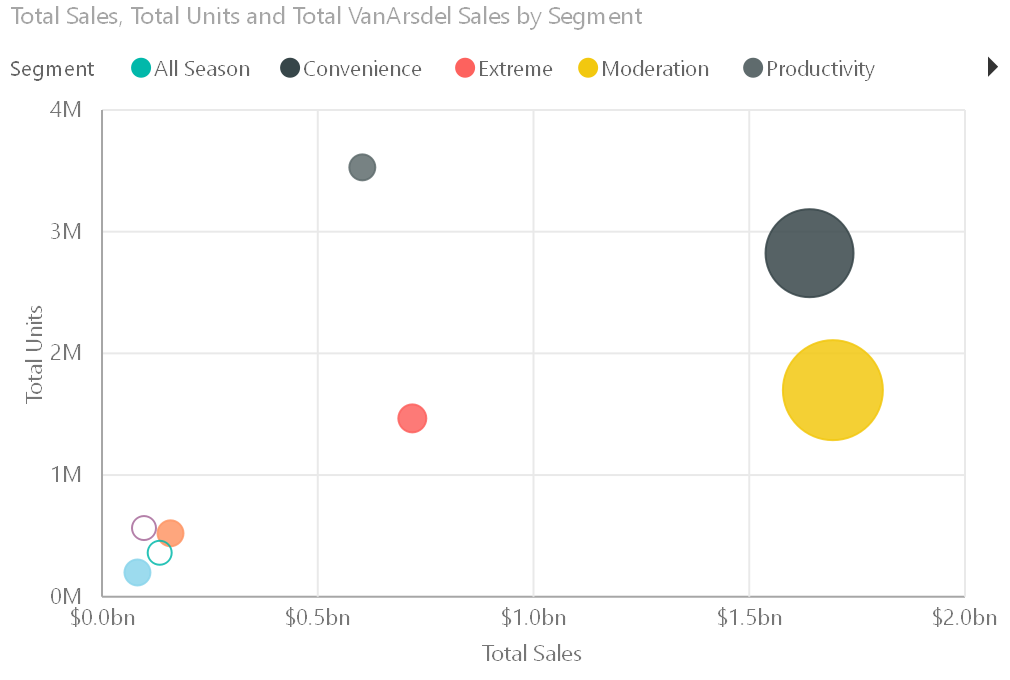 Total Sales, Total Units and Total VanArsdel Sales by Segment
Segment All Season Convenience Extreme Moderation Productivity
4M
3M
2M
1M
0M
Total Units
$0.0bn $0.5bn $1.0bn $1.5bn $2.0bn
Total Sales